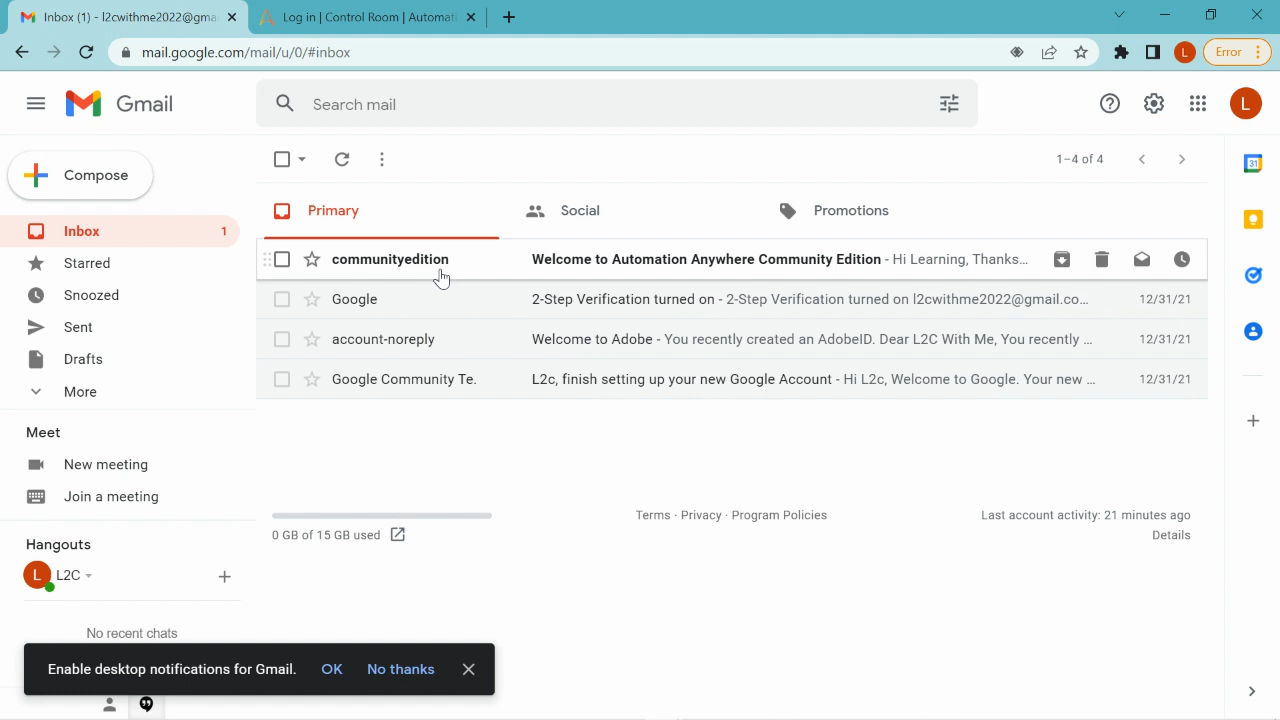 Inbox (1) - l2cwithme2022@gma
Log in | Control Room | Automati
mail.google.com/mail/u/0/#inbox
L
Error
Gmail
Search mail
L
Compose
1–4 of 4
31
Primary
Social
Promotions
Inbox 1
Starred
Snoozed
Sent
Drafts
More
communityedition Welcome to Automation Anywhere Community Edition - Hi Learning, Thanks...
Google 2-Step Verification turned on - 2-Step Verification turned on l2cwithme2022@gmail.co... 12/31/21
account-noreply Welcome to Adobe - You recently created an AdobeID. Dear L2C With Me, You recently ... 12/31/21
Google Community Te. L2c, finish setting up your new Google Account - Hi L2c, Welcome to Google. Your new ... 12/31/21
Meet
New meeting
Join a meeting
0 GB of 15 GB used
Terms · Privacy · Program Policies
Last account activity: 21 minutes ago
Details
Hangouts
L L2C
No recent chats
Enable desktop notifications for Gmail. OK No thanks